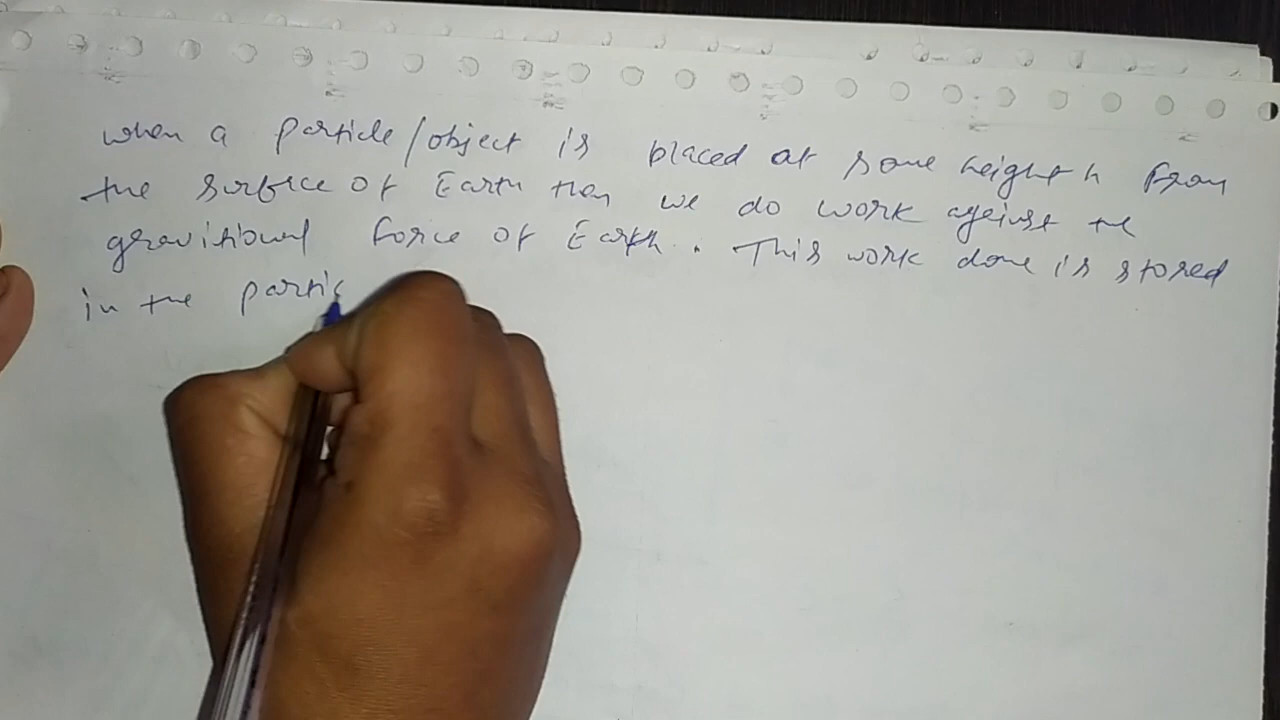 when a particle/object is placed at some height h from
the surface of Earth then we do work against the
gravitional force of Earth. This work done is stored
in the partic